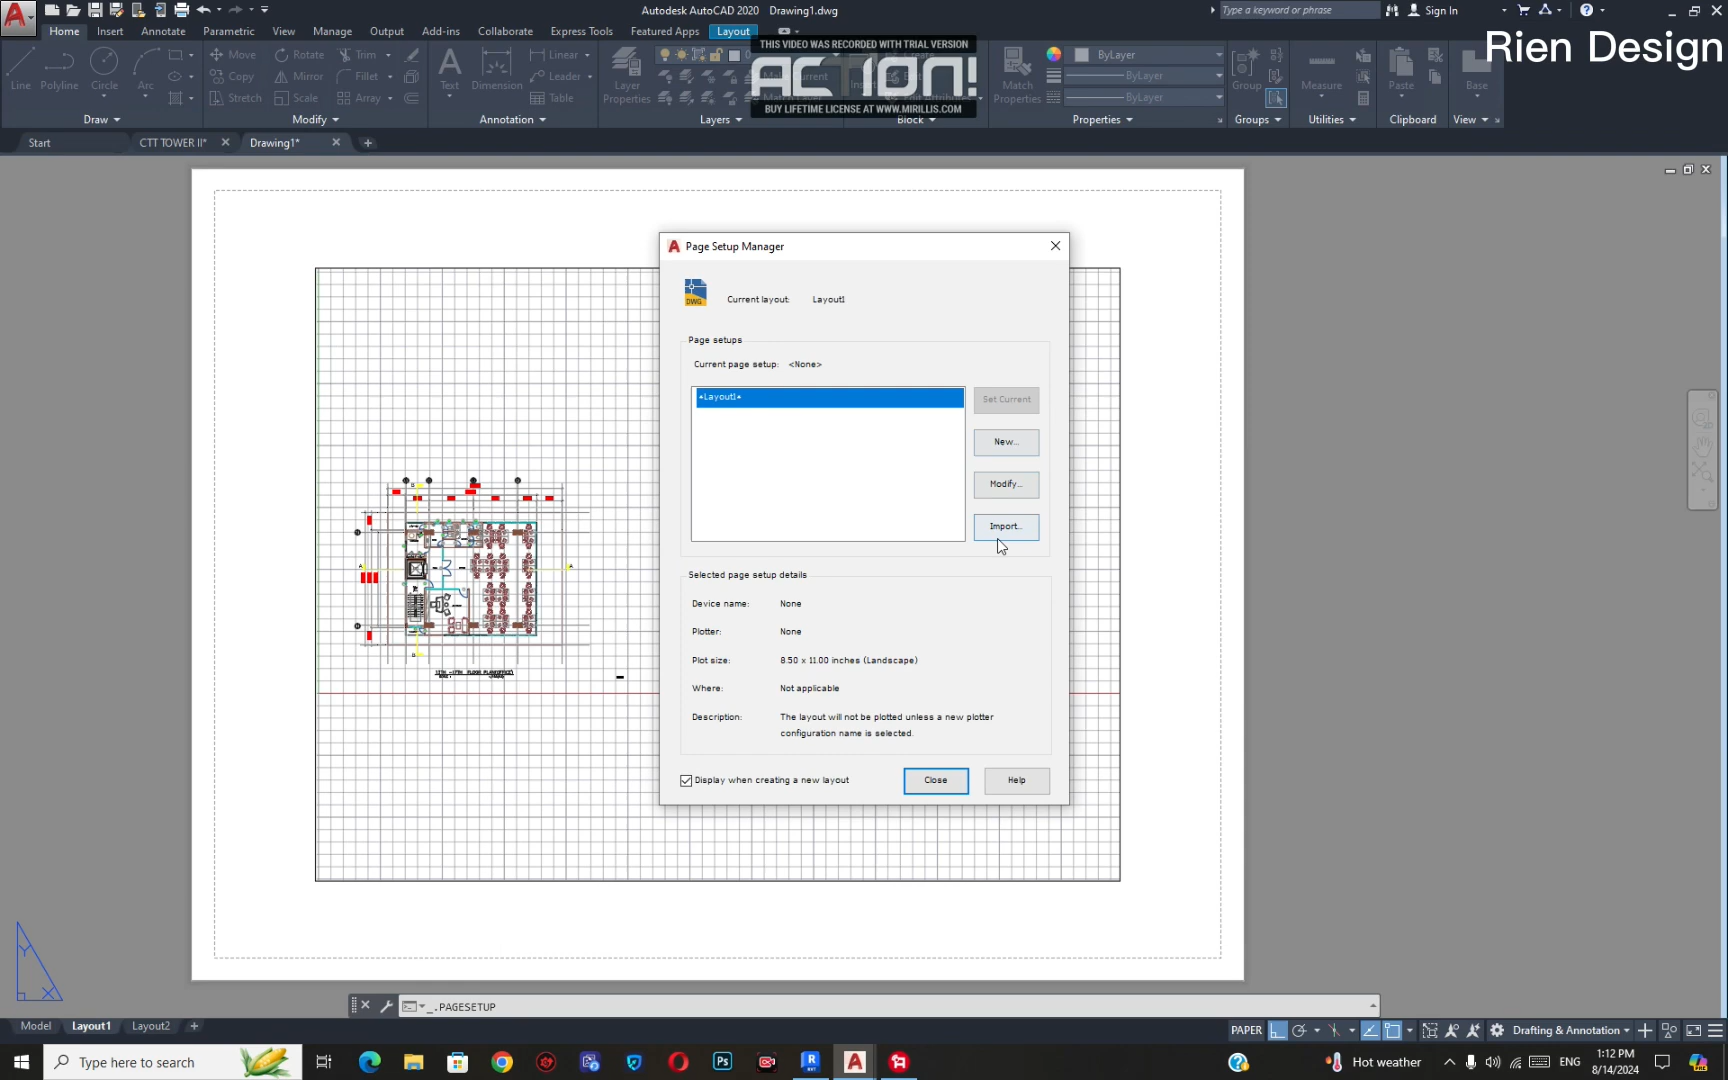 Autodesk AutoCAD 2020 Drawing1.dwg
Type a keyword or phrase
Sign In
Home Insert Annotate Parametric View Manage Output Add-ins Collaborate Express Tools Featured Apps Layout
THIS VIDEO WAS RECORDED WITH TRIAL VERSION
ACTION!
BUY LIFETIME LICENSE AT WWW.MIRILLIS.COM
Rien Design
Line Polyline Circle Arc
Move Rotate Trim
Copy Mirror Fillet
Stretch Scale Array
Text Dimension
Linear
Leader
Table
Layer
Properties
Match
Properties
ByLayer
ByLayer
ByLayer
Group
Measure
Paste
Base
Draw Modify Annotation Layers Block Properties Groups Utilities Clipboard View
Start CTT TOWER II* Drawing1*
Page Setup Manager
DWG
Current layout: Layout1
Page setups
Current page setup: <None>
*Layout1*
Set Current
New...
Modify...
Import...
Selected page setup details
Device name: None
Plotter: None
Plot size: 8.50 x 11.00 inches (Landscape)
Where: Not applicable
Description: The layout will not be plotted unless a new plotter
configuration name is selected.
Display when creating a new layout
Close
Help
Y
X
_.PAGESETUP
Model Layout1 Layout2
PAPER
Drafting & Annotation
Type here to search
Hot weather
ENG
1:12 PM
8/14/2024